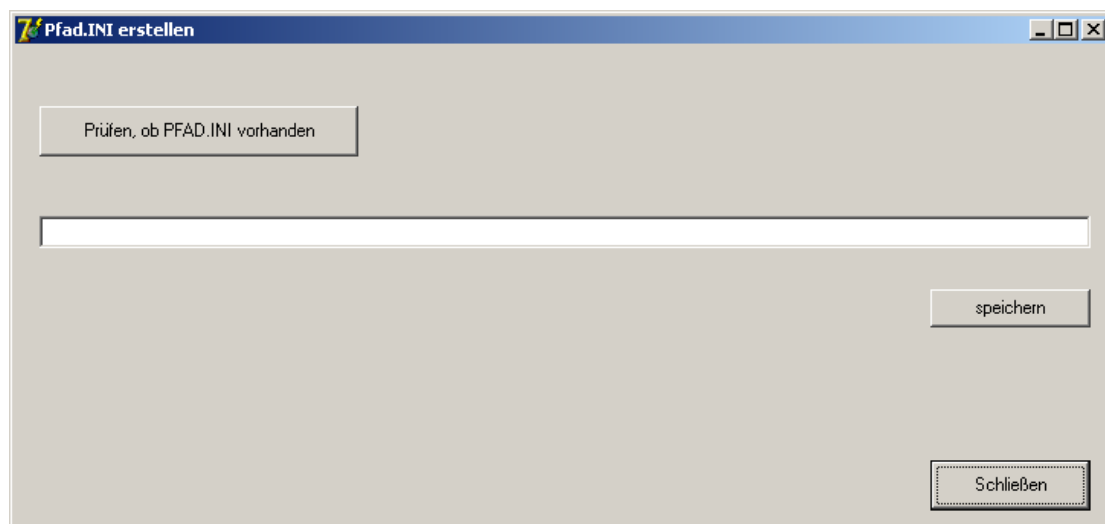 Pfad.INI erstellen
Prüfen, ob PFAD.INI vorhanden
speichern
Schließen